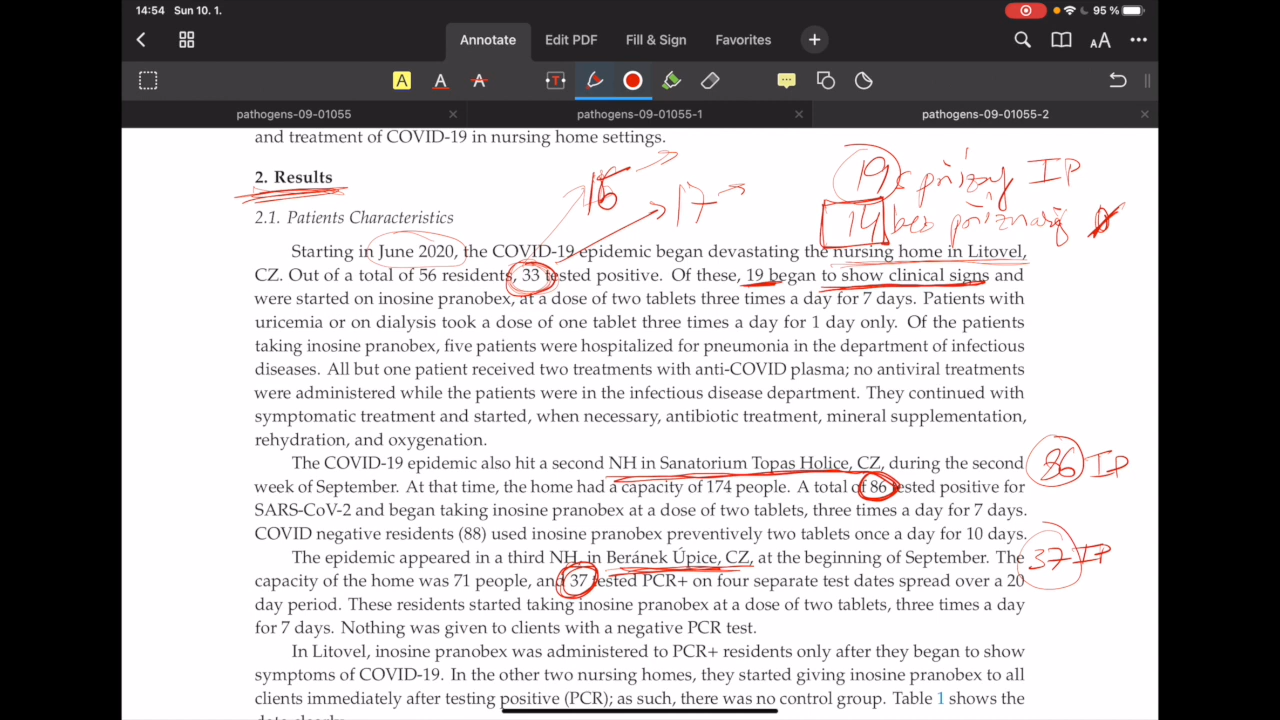 14:54 Sun 10. 1.
95 %
Annotate Edit PDF Fill & Sign Favorites
AA
A A A T
pathogens-09-01055 pathogens-09-01055-1 pathogens-09-01055-2
and treatment of COVID-19 in nursing home settings.
2. Results
16
17
19 s příznaky IP
14 bez příznaků
2.1. Patients Characteristics
Starting in June 2020, the COVID-19 epidemic began devastating the nursing home in Litovel,
CZ. Out of a total of 56 residents, 33 tested positive. Of these, 19 began to show clinical signs and
were started on inosine pranobex, at a dose of two tablets three times a day for 7 days. Patients with
uricemia or on dialysis took a dose of one tablet three times a day for 1 day only. Of the patients
taking inosine pranobex, five patients were hospitalized for pneumonia in the department of infectious
diseases. All but one patient received two treatments with anti-COVID plasma; no antiviral treatments
were administered while the patients were in the infectious disease department. They continued with
symptomatic treatment and started, when necessary, antibiotic treatment, mineral supplementation,
rehydration, and oxygenation.
The COVID-19 epidemic also hit a second NH in Sanatorium Topas Holice, CZ, during the second
86 IP
week of September. At that time, the home had a capacity of 174 people. A total of 86 tested positive for
SARS-CoV-2 and began taking inosine pranobex at a dose of two tablets, three times a day for 7 days.
COVID negative residents (88) used inosine pranobex preventively two tablets once a day for 10 days.
The epidemic appeared in a third NH, in Beránek Úpice, CZ, at the beginning of September. The
37 IP
capacity of the home was 71 people, and 37 tested PCR+ on four separate test dates spread over a 20
day period. These residents started taking inosine pranobex at a dose of two tablets, three times a day
for 7 days. Nothing was given to clients with a negative PCR test.
In Litovel, inosine pranobex was administered to PCR+ residents only after they began to show
symptoms of COVID-19. In the other two nursing homes, they started giving inosine pranobex to all
clients immediately after testing positive (PCR); as such, there was no control group. Table 1 shows the